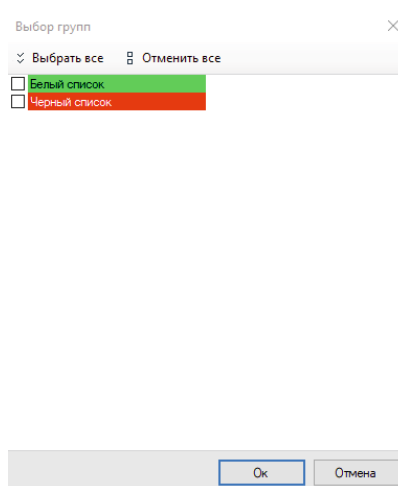 Выбор групп
Выбрать все Отменить все
Белый список
Черный список
Ок Отмена